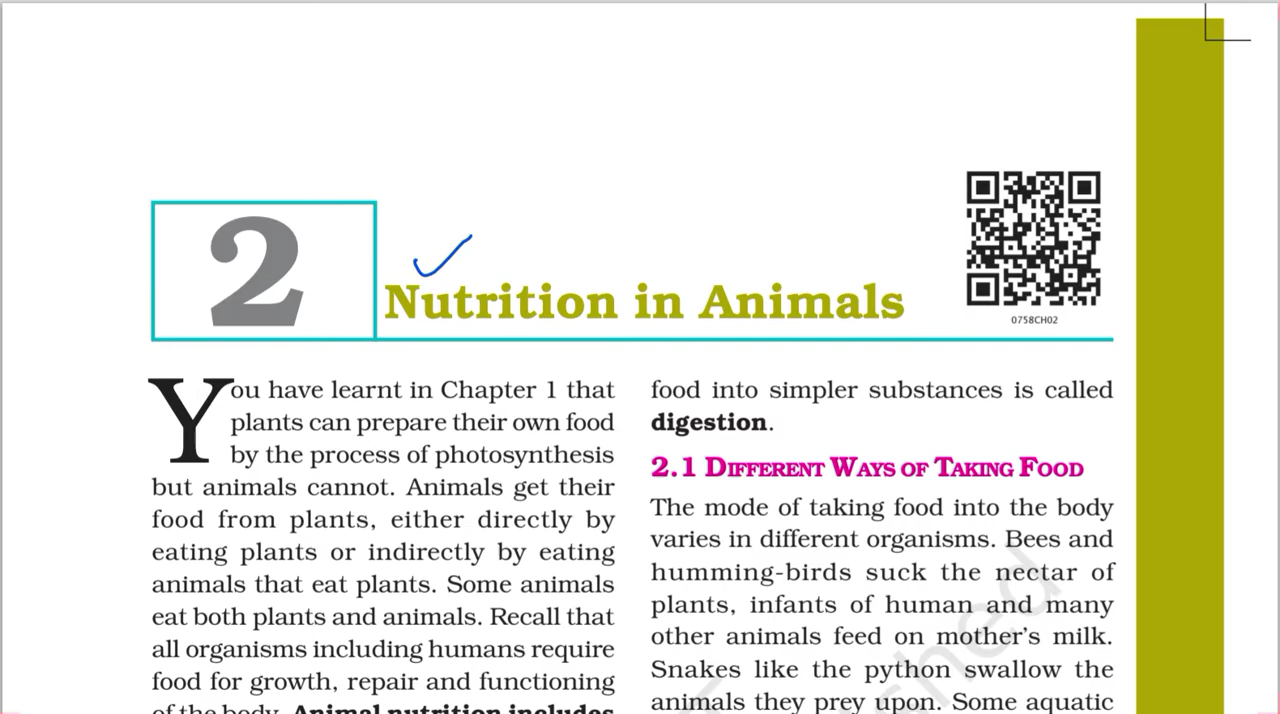 2
Nutrition in Animals
0758CH02
You have learnt in Chapter 1 that
plants can prepare their own food
by the process of photosynthesis
but animals cannot. Animals get their
food from plants, either directly by
eating plants or indirectly by eating
animals that eat plants. Some animals
eat both plants and animals. Recall that
all organisms including humans require
food for growth, repair and functioning
of the body. Animal nutrition includes
food into simpler substances is called
digestion.
2.1 Different Ways of Taking Food
The mode of taking food into the body
varies in different organisms. Bees and
humming-birds suck the nectar of
plants, infants of human and many
other animals feed on mother’s milk.
Snakes like the python swallow the
animals they prey upon. Some aquatic